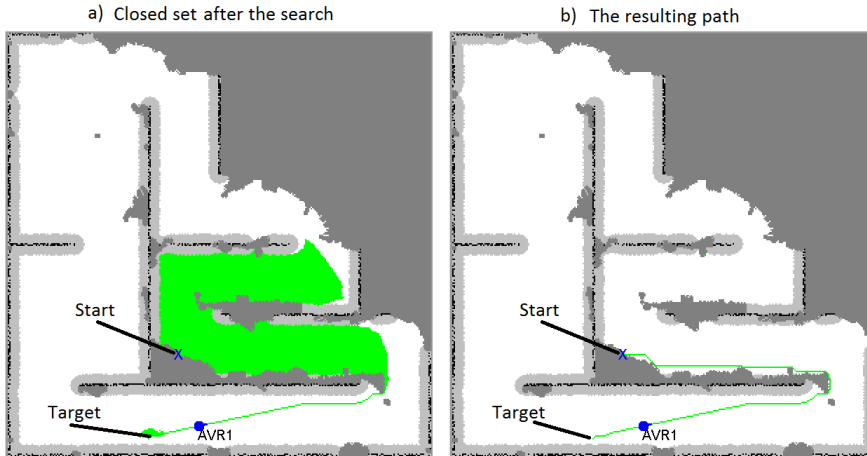 a) Closed set after the search
b) The resulting path
Start
X
Target
AVR1
Start
X
Target
AVR1